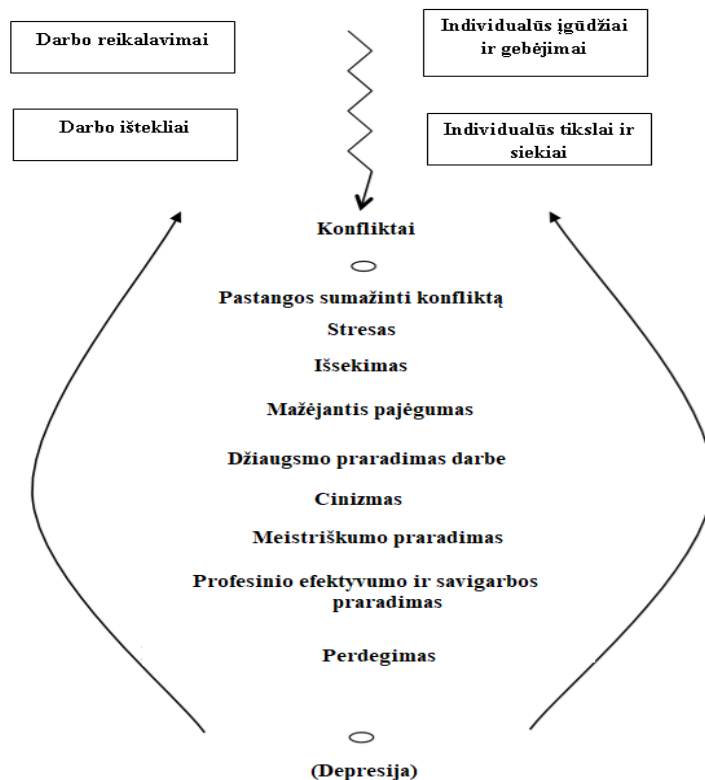 Darbo reikalavimai
Individualūs įgūdžiai
ir gebėjimai
Darbo ištekliai
Individualūs tikslai ir
siekiai
Konfliktai
Pastangos sumažinti konfliktą
Stresas
Išsekimas
Mažėjantis pajėgumas
Džiaugsmo praradimas darbe
Cinizmas
Meistriškumo praradimas
Profesinio efektyvumo ir savigarbos
praradimas
Perdegimas
(Depresija)